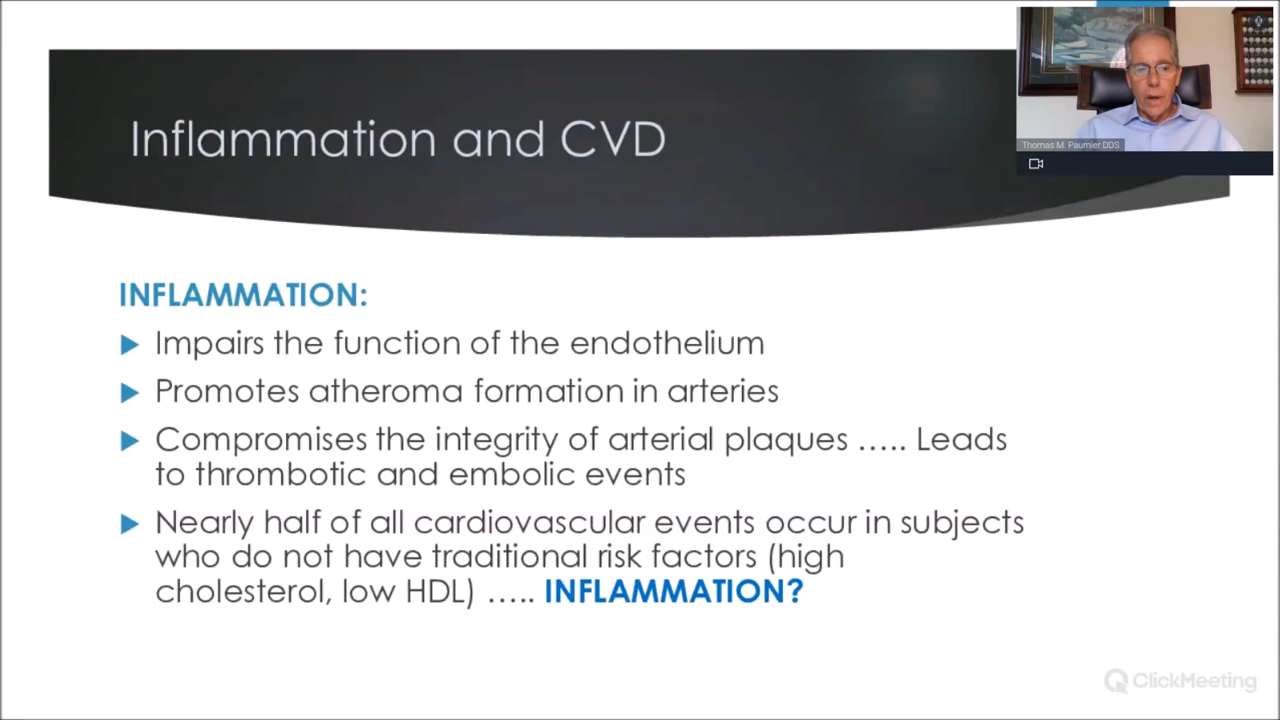 Inflammation and CVD
Thomas M. Paumier DDS
INFLAMMATION:
Impairs the function of the endothelium
Promotes atheroma formation in arteries
Compromises the integrity of arterial plaques ..... Leads
to thrombotic and embolic events
Nearly half of all cardiovascular events occur in subjects
who do not have traditional risk factors (high
cholesterol, low HDL) ..... INFLAMMATION?
ClickMeeting